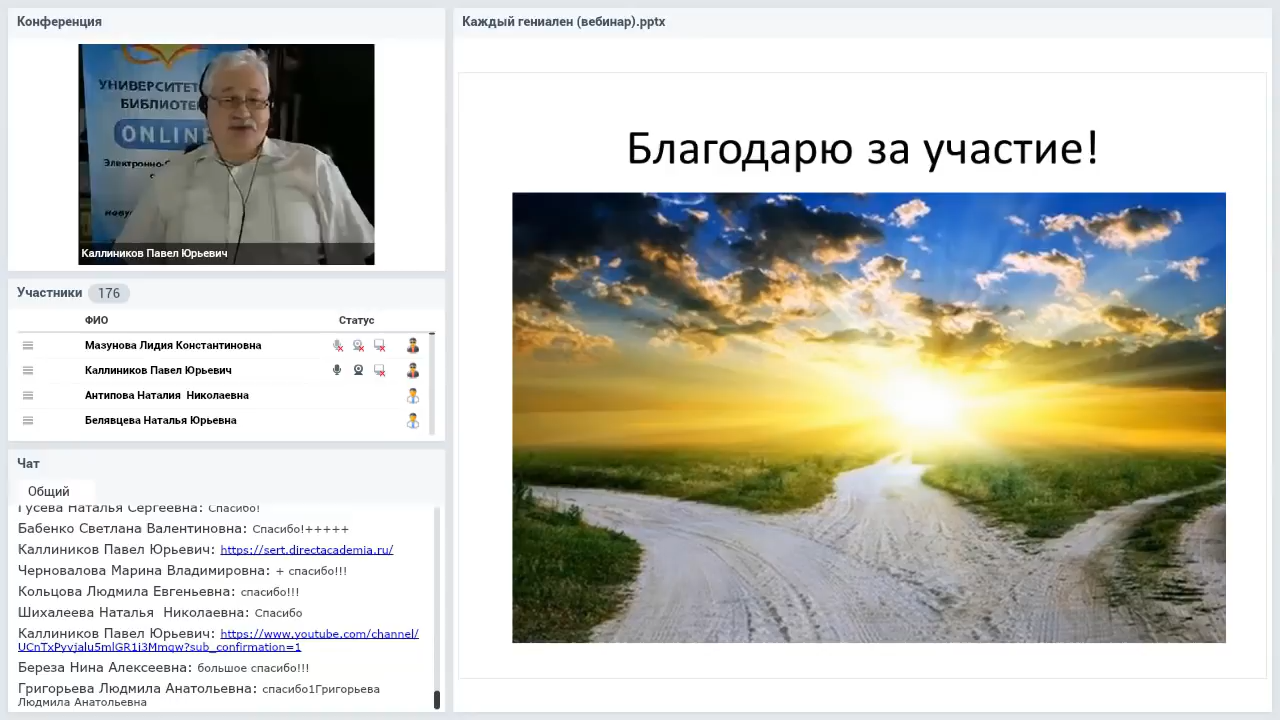 Конференция
УНИВЕРСИТЕТ
БИБЛИОТЕ
ONLINE
Каллиников Павел Юрьевич
Участники 176
ФИО Статус
Мазунова Лидия Константиновна
Каллиников Павел Юрьевич
Антипова Наталия Николаевна
Белявцева Наталья Юрьевна
Чат
Общий
Гусева Наталья Сергеевна: Спасибо!
Бабенко Светлана Валентиновна: Спасибо!+++++
Каллиников Павел Юрьевич: https://sert.directacademia.ru/
Черновалова Марина Владимировна: + спасибо!!!
Кольцова Людмила Евгеньевна: спасибо!!!
Шихалеева Наталья Николаевна: Спасибо
Каллиников Павел Юрьевич: https://www.youtube.com/channel/
UCnTxPyvjalu5mlGR1i3Mmqw?sub_confirmation=1
Береза Нина Алексеевна: большое спасибо!!!
Григорьева Людмила Анатольевна: спасибо1Григорьева
Людмила Анатольевна
Каждый гениален (вебинар).pptx
Благодарю за участие!